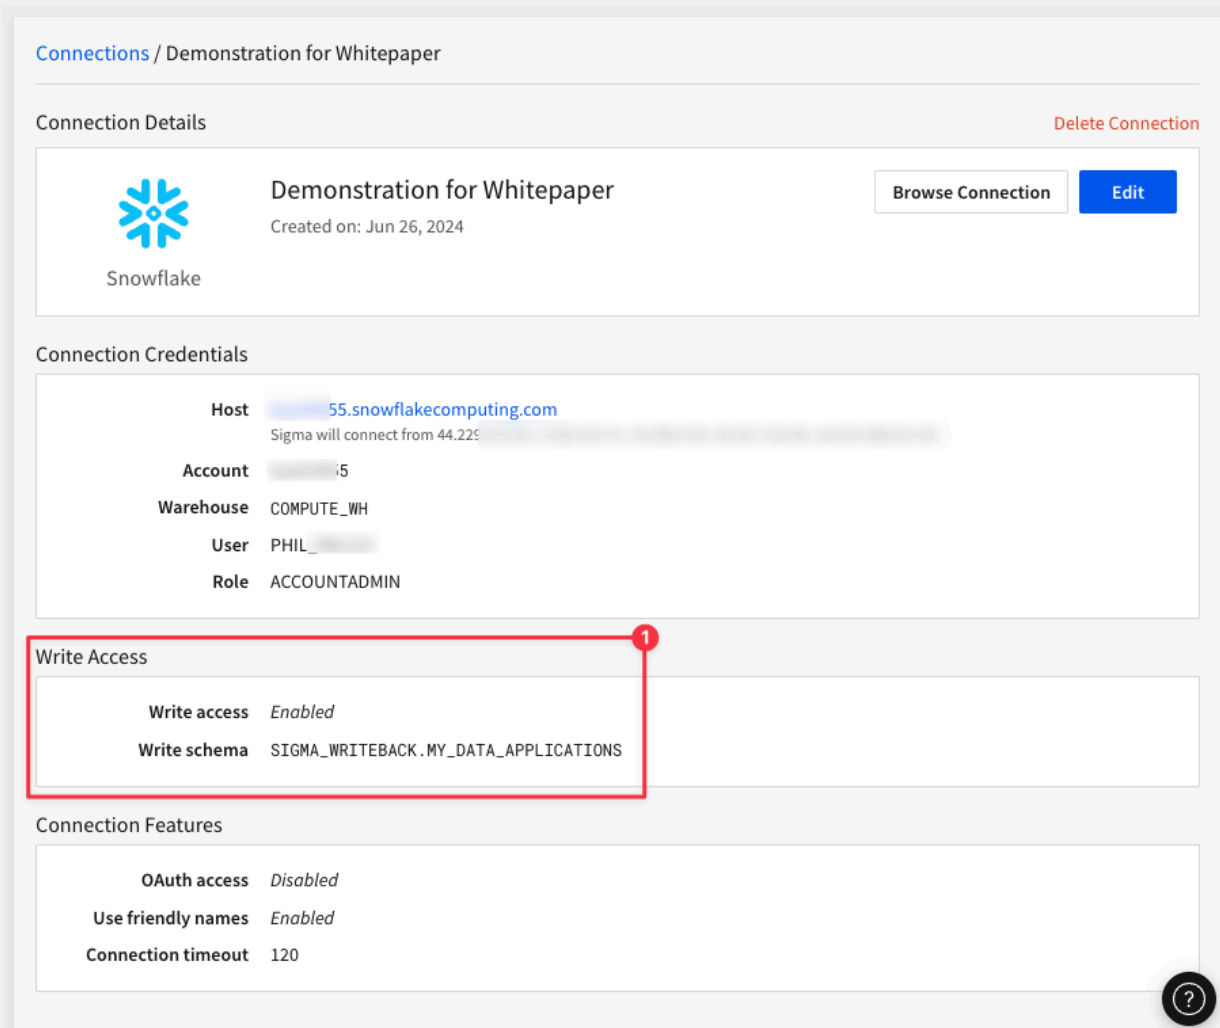 Connections / Demonstration for Whitepaper
Connection Details
Delete Connection
Demonstration for Whitepaper
Browse Connection
Edit
Created on: Jun 26, 2024
Snowflake
Connection Credentials
Host 55.snowflakecomputing.com
Sigma will connect from 44.229
Account 5
Warehouse COMPUTE_WH
User PHIL_
Role ACCOUNTADMIN
1
Write Access
Write access Enabled
Write schema SIGMA_WRITEBACK.MY_DATA_APPLICATIONS
Connection Features
OAuth access Disabled
Use friendly names Enabled
Connection timeout 120
?